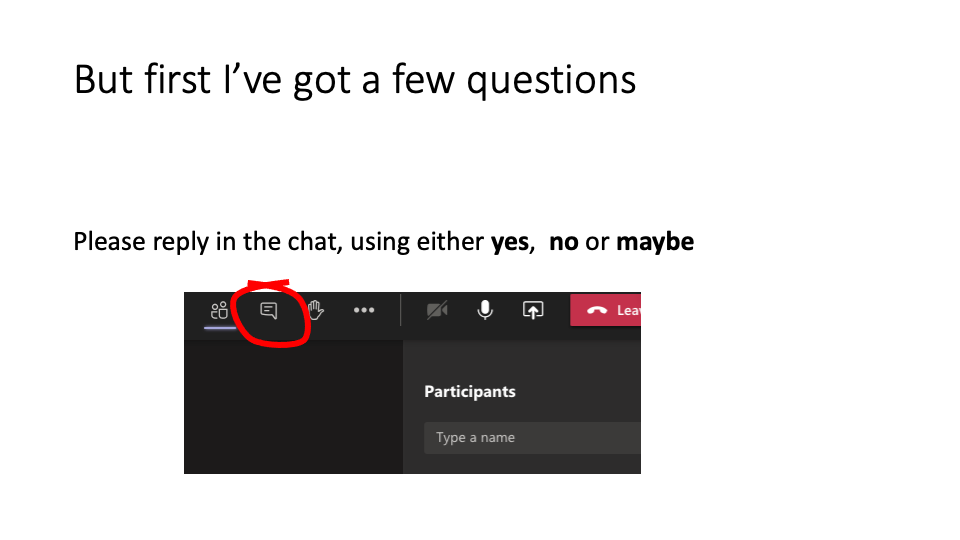 But first I’ve got a few questions
Please reply in the chat, using either yes,  no or maybe
Lea
Participants
Type a name